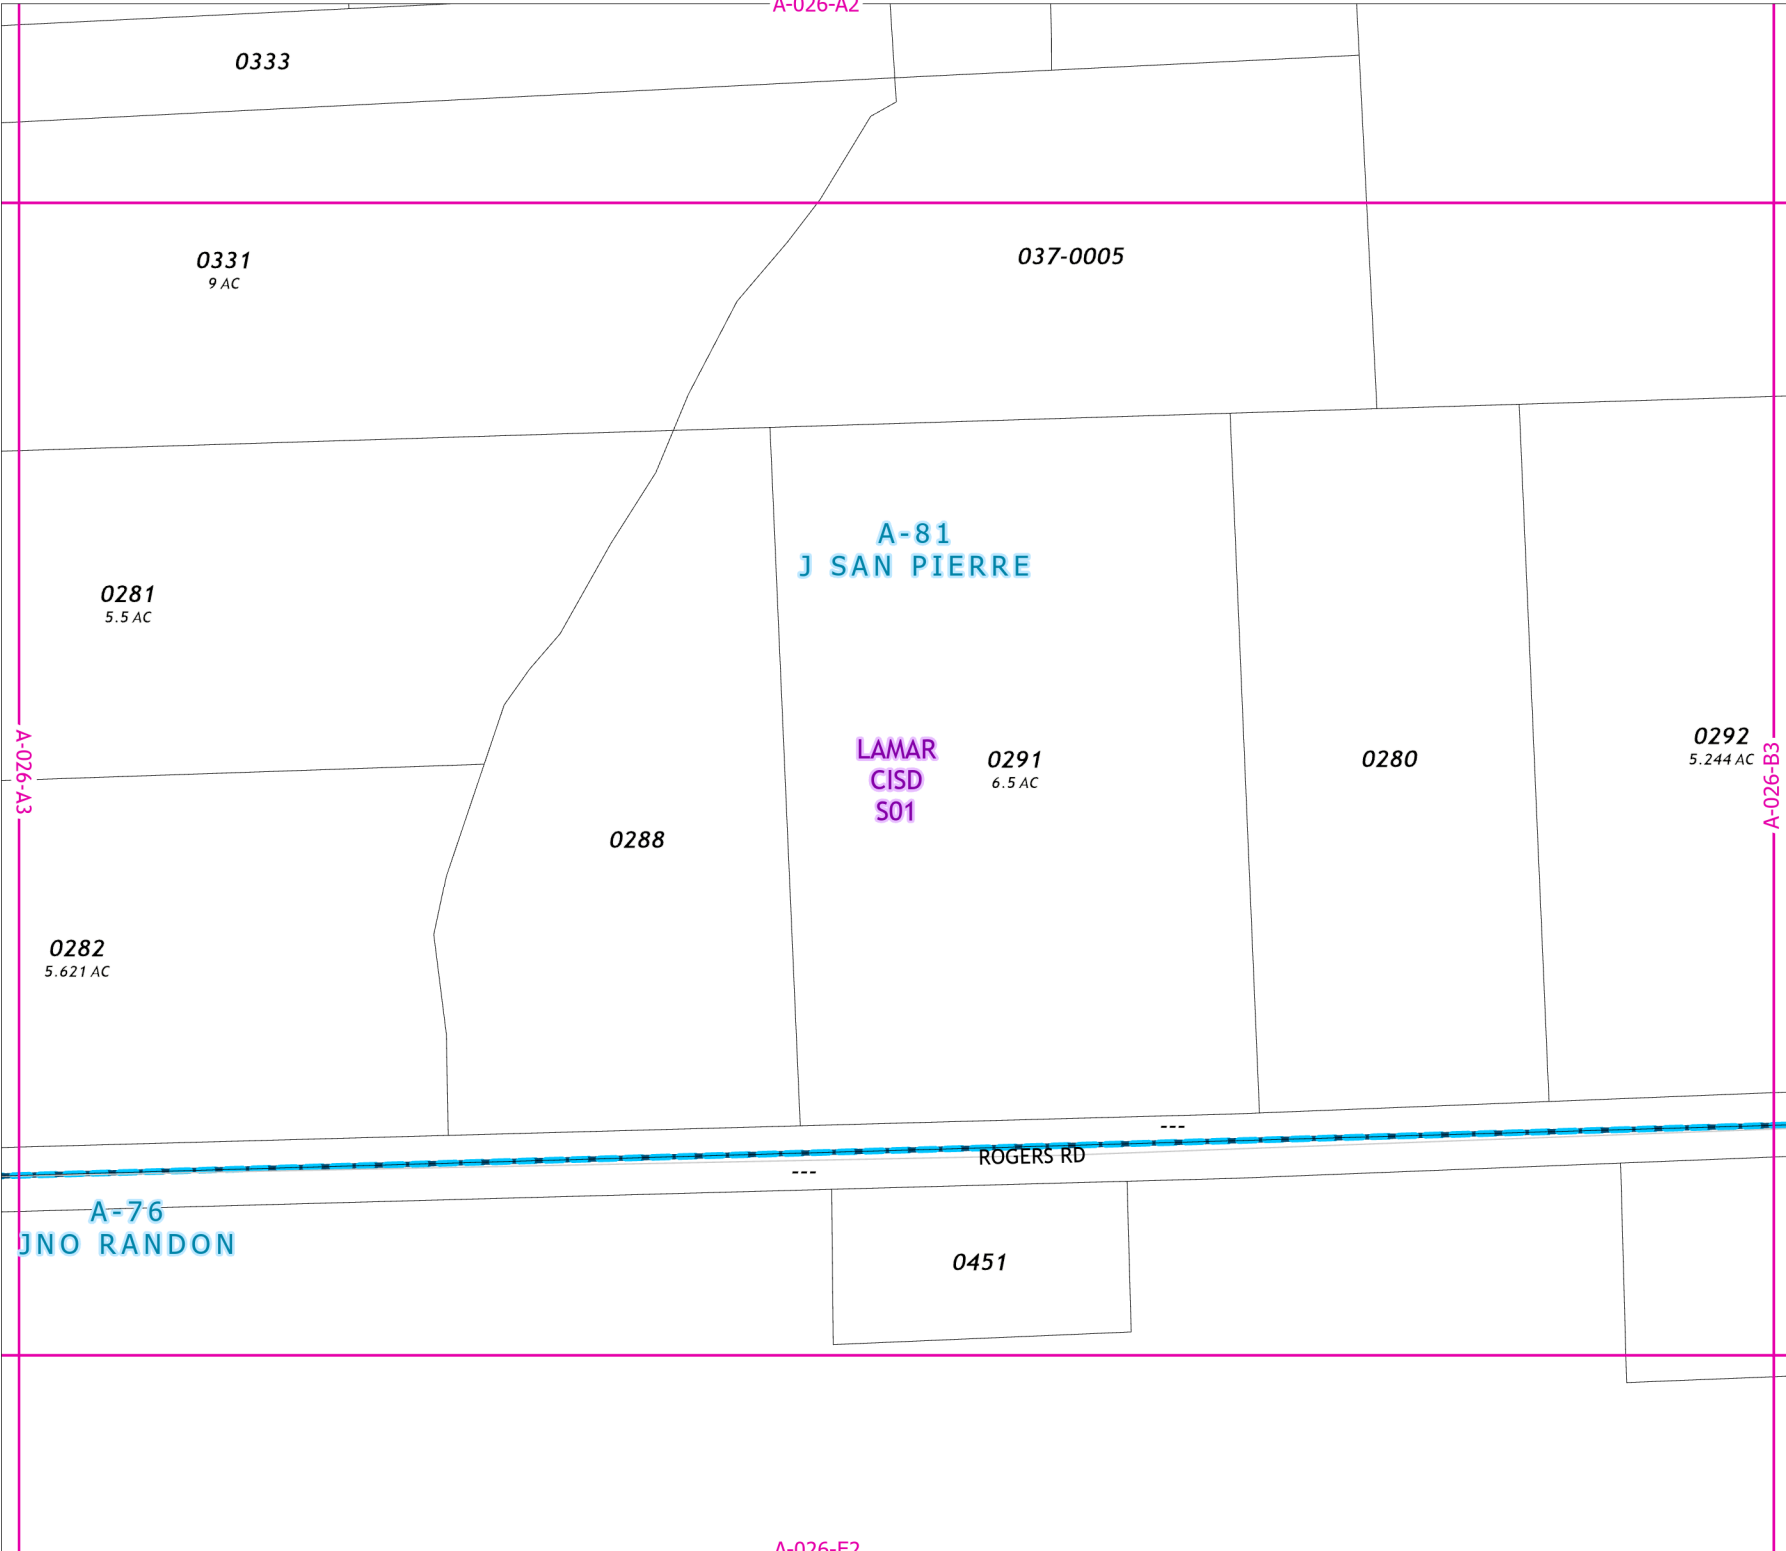 A-026-A2
0333
0331
9 AC
037-0005
A-81
J SAN PIERRE
0281
5.5 AC
LAMAR
CISD
S01
0291
6.5 AC
0280
0292
5.244 AC
A-026-A3
A-026-B3
0288
0282
5.621 AC
---
ROGERS RD
---
A-76
JNO RANDON
0451
A-026-E2